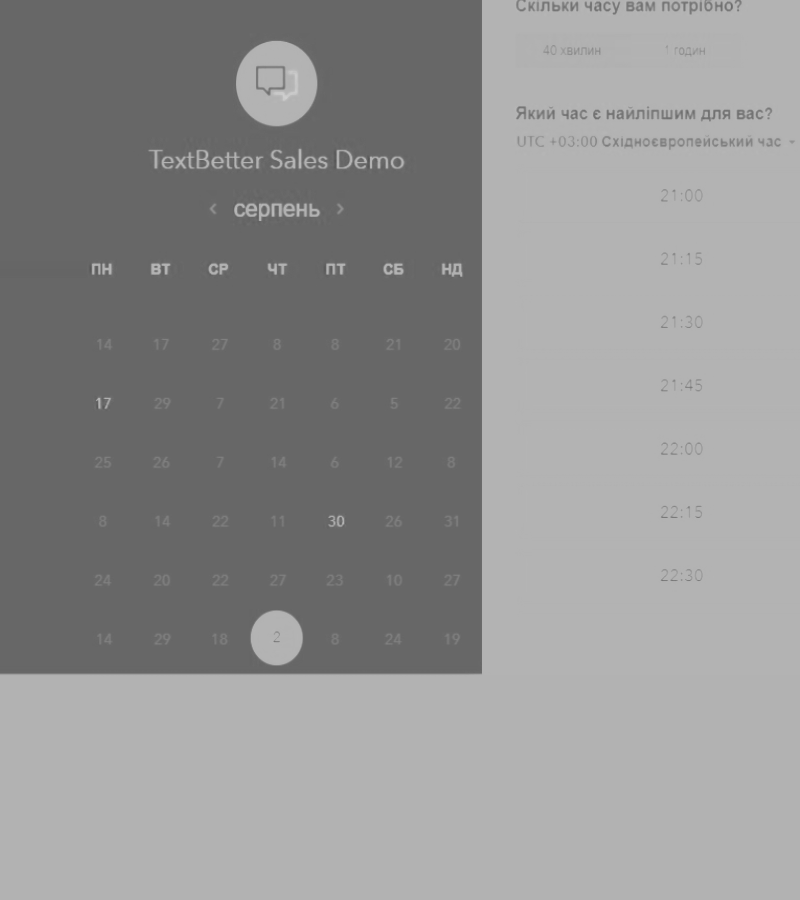 TextBetter Sales Demo
серпень
ПН ВТ СР ЧТ ПТ СБ НД
14 17 27 8 8 21 20
17 29 7 21 6 5 22
25 26 7 14 6 12 8
8 14 22 11 30 26 31
24 20 22 27 23 10 27
14 29 18 2 8 24 19
Скільки часу вам потрібно?
40 хвилин 1 годин
Який час є найліпшим для вас?
UTC +03:00 Східноєвропейський час
21:00
21:15
21:30
21:45
22:00
22:15
22:30